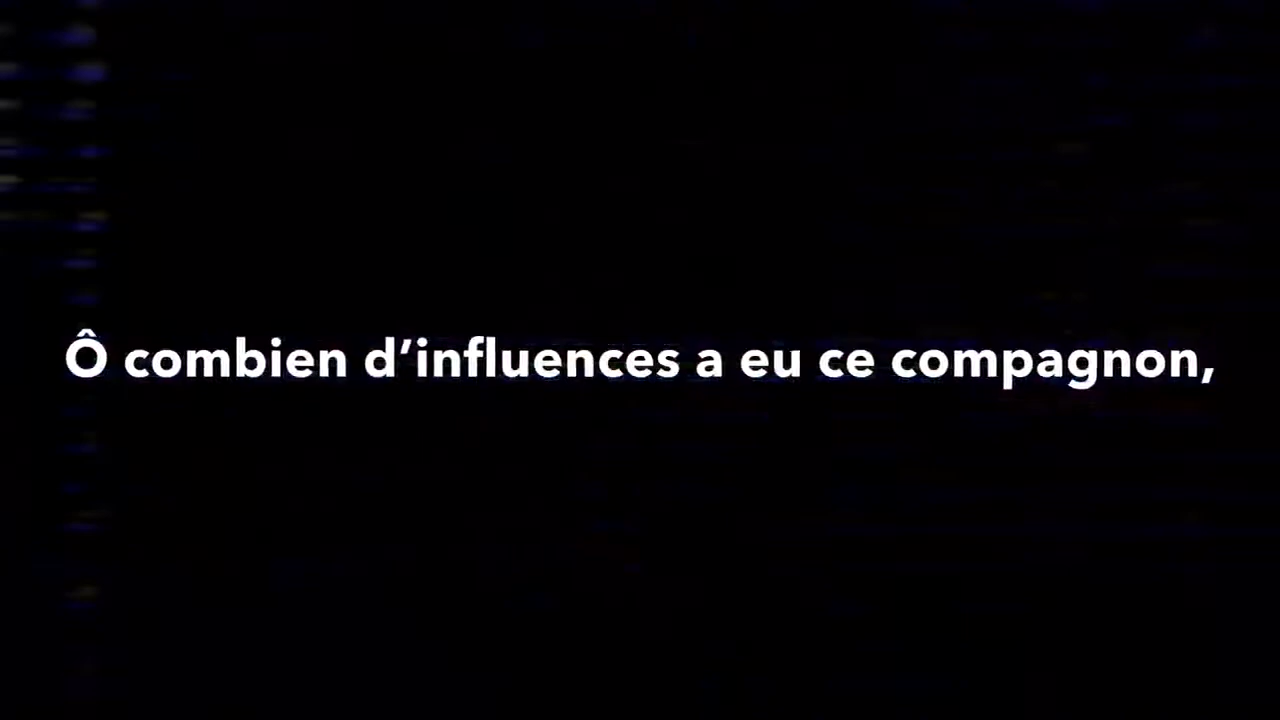 Ô combien d’influences a eu ce compagnon,